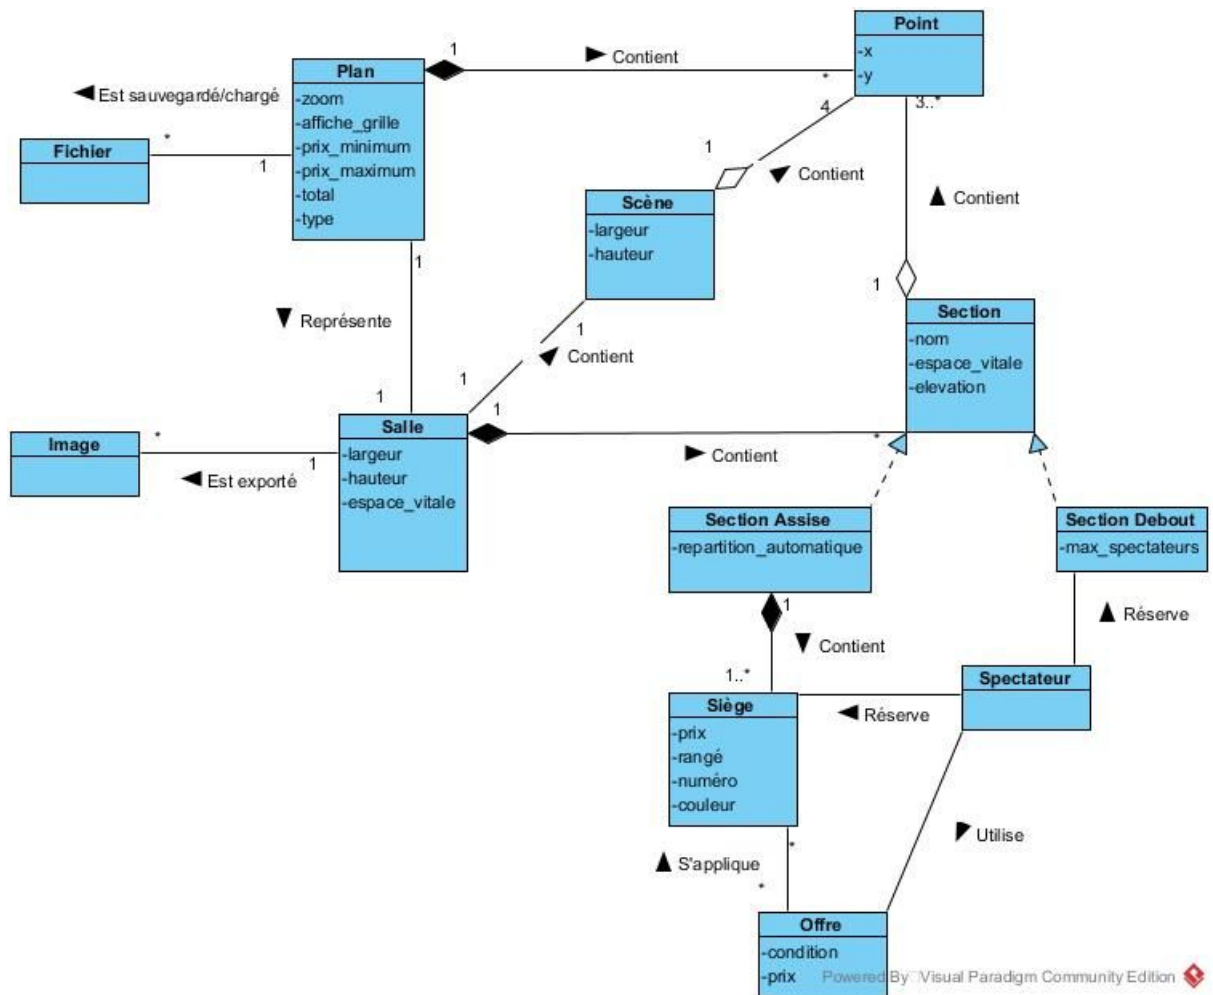 Point
-x
-y
1
Contient
*
Plan
-zoom
-affiche_grille
-prix_minimum
-prix_maximum
-total
-type
Est sauvegardé/chargé
*
1
Fichier
4
3..*
1
Contient
Scène
-largeur
-hauteur
Contient
1
1
Représente
1
1
Contient
1
Section
-nom
-espace_vitale
-elevation
1
Salle
-largeur
-hauteur
-espace_vitale
1
*
Contient
Image
*
1
Est exporté
Section Assise
-repartition_automatique
Section Debout
-max_spectateurs
1
Contient
1..*
Réserve
Spectateur
Siège
-prix
-rangé
-numéro
-couleur
Réserve
*
S'applique
*
Utilise
Offre
-condition
-prix
Powered By Visual Paradigm Community Edition